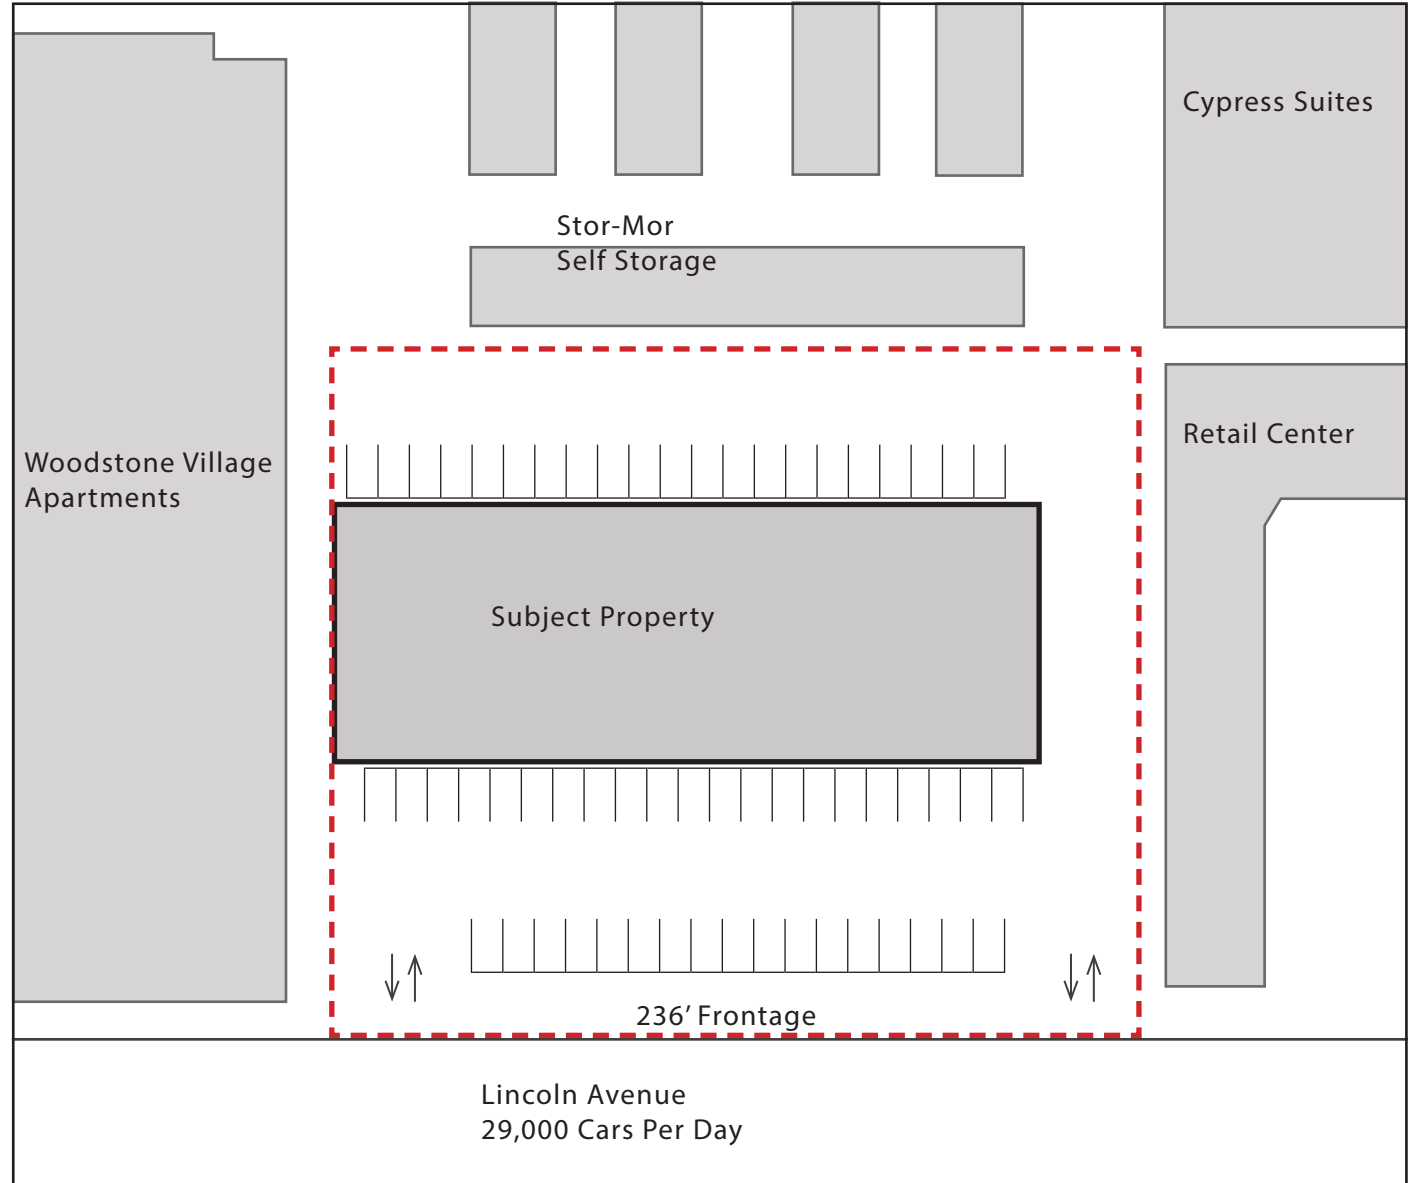 Cypress Suites
Stor-Mor
Self Storage
Retail Center
Woodstone Village
Apartments
Subject Property
236’ Frontage
Lincoln Avenue
29,000 Cars Per Day